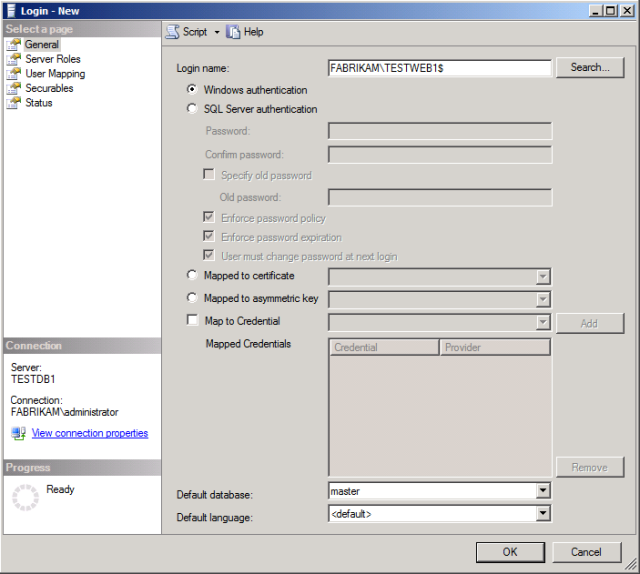 Login - New
Select a page
General
Server Roles
User Mapping
Securables
Status
Script
Help
Login name:
FABRIKAM\TESTWEB1$
Search...
Windows authentication
SQL Server authentication
Password:
Confirm password:
Specify old password
Old password:
Enforce password policy
Enforce password expiration
User must change password at next login
Mapped to certificate
Mapped to asymmetric key
Map to Credential
Add
Mapped Credentials
Credential
Provider
Remove
Default database:
master
Default language:
<default>
Connection
Server:
TESTDB1
Connection:
FABRIKAM\administrator
View connection properties
Progress
Ready
OK
Cancel